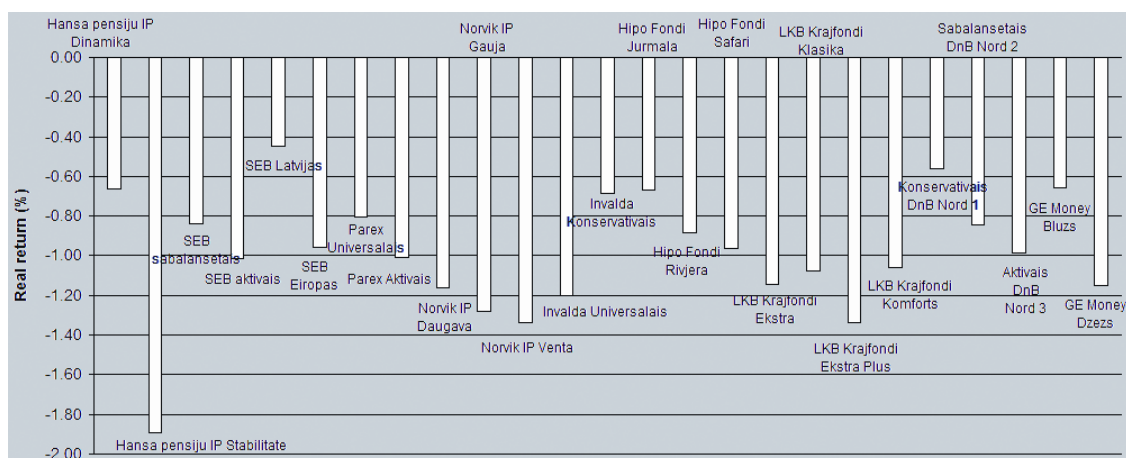 Hansa pensiju IP
Dinamika
Norvik IP
Gauja
Hipo Fondi
Jurmala
Hipo Fondi
Safari
LKB Krajfondi
Klasika
Sabalansetais
DnB Nord 2
Real return (%)
0.00
-0.20
-0.40
-0.60
-0.80
-1.00
-1.20
-1.40
-1.60
-1.80
-2.00
Hansa pensiju IP Stabilitate
SEB
sabalansetais
SEB aktivais
SEB Latvijas
SEB
Eiropas
Parex
Universalais
Parex Aktivais
Norvik IP
Daugava
Norvik IP Venta
Invalda Universalais
Invalda
Konservativais
Hipo Fondi
Rivjera
LKB Krajfondi
Ekstra
LKB Krajfondi
Ekstra Plus
LKB Krajfondi
Komforts
Konservativais
DnB Nord 1
Aktivais
DnB
Nord 3
GE Money
Bluzs
GE Money
Dzezs